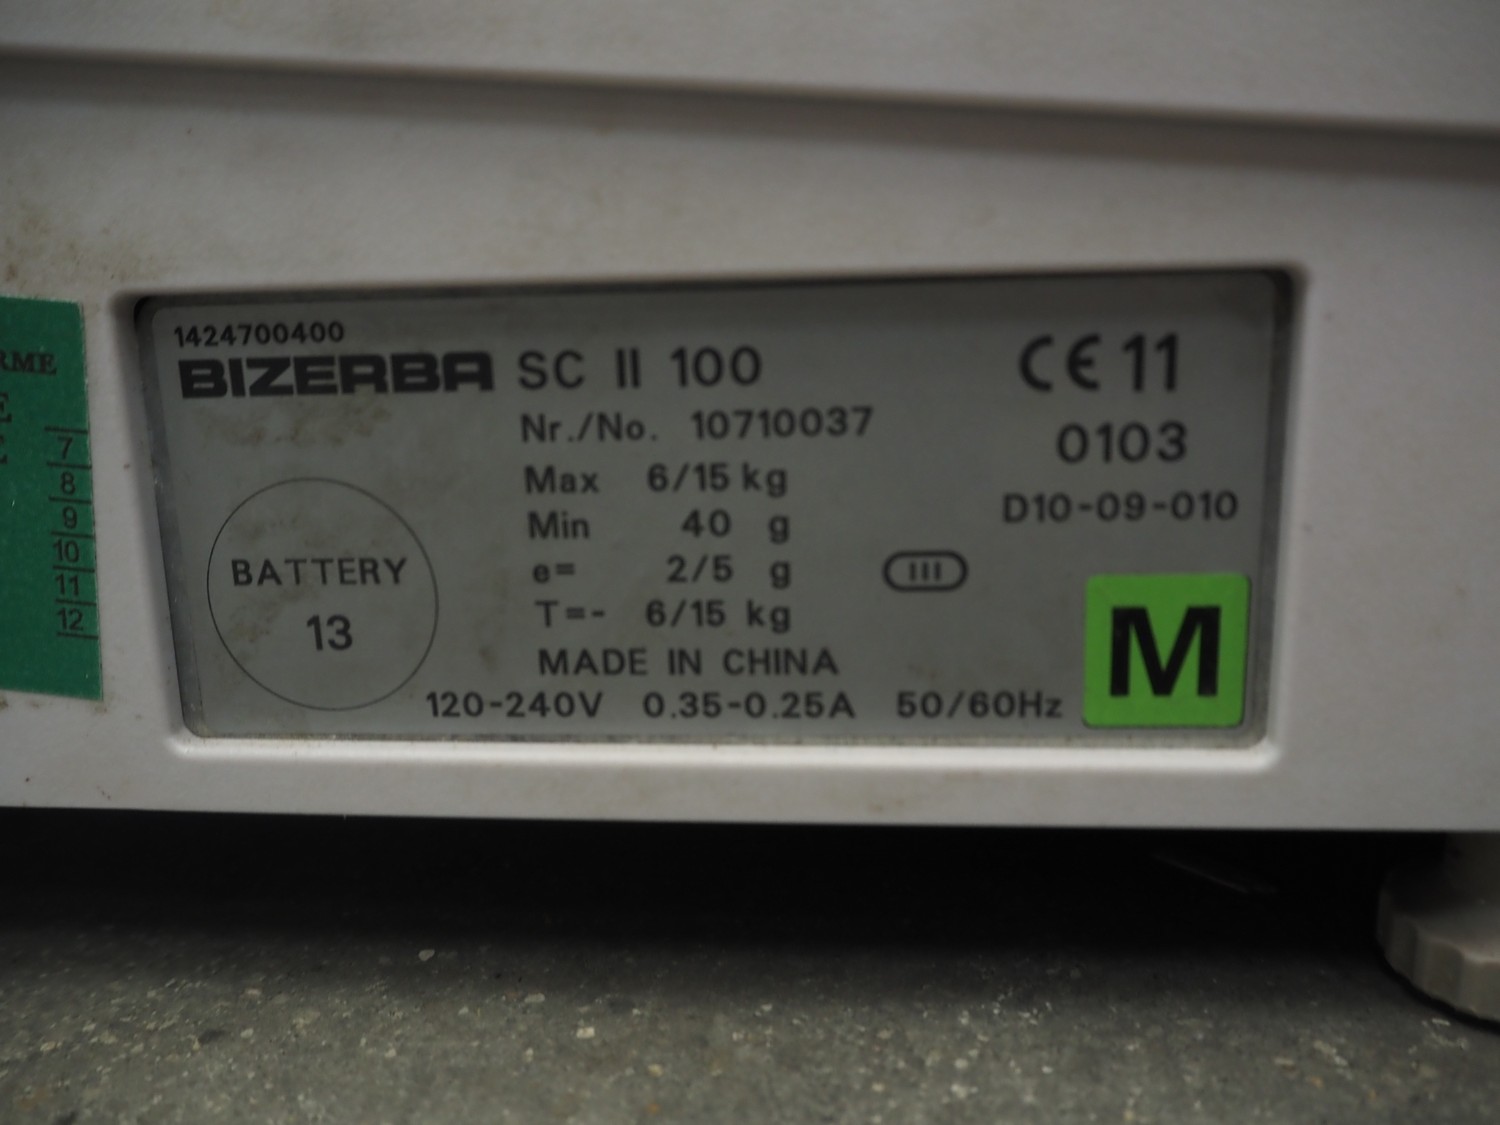 1424700400
BIZERBA SC II 100
Nr./No. 10710037
Max 6/15 kg
Min 40 g
e= 2/5 g
T=- 6/15 kg
MADE IN CHINA
120-240V 0.35-0.25A 50/60Hz
BATTERY
13
CE 11
0103
D10-09-010
III
M
7
8
9
10
11
12